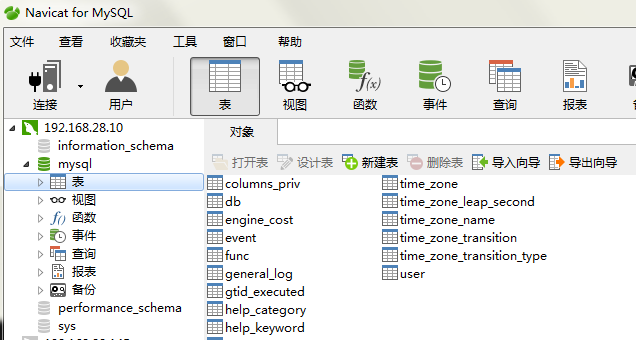 Navicat for MySQL
文件 查看 收藏夹 工具 窗口 帮助
连接 用户 表 视图 函数 事件 查询 报表
192.168.28.10
information_schema
mysql
表
视图
函数
事件
查询
报表
备份
performance_schema
sys
对象
打开表 设计表 新建表 删除表 导入向导 导出向导
columns_priv
db
engine_cost
event
func
general_log
gtid_executed
help_category
help_keyword
time_zone
time_zone_leap_second
time_zone_name
time_zone_transition
time_zone_transition_type
user